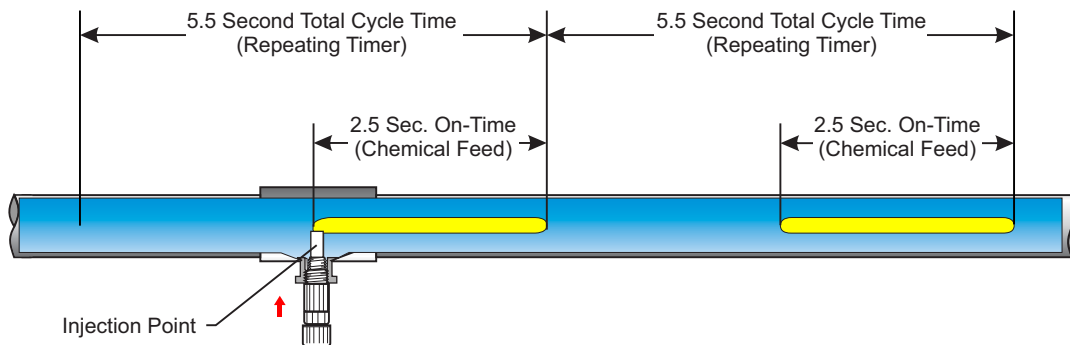 5.5 Second Total Cycle Time
(Repeating Timer)
5.5 Second Total Cycle Time
(Repeating Timer)
2.5 Sec. On-Time
(Chemical Feed)
2.5 Sec. On-Time
(Chemical Feed)
Injection Point